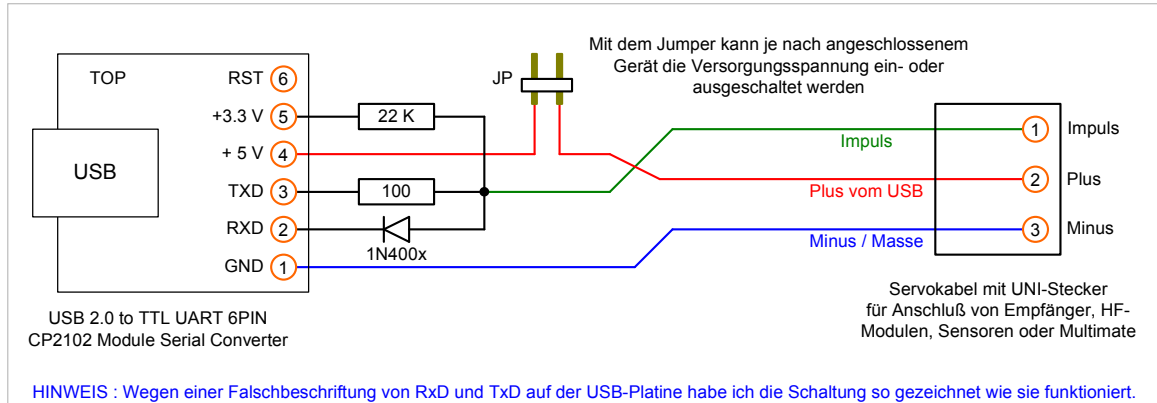 Mit dem Jumper kann je nach angeschlossenem
Gerät die Versorgungsspannung ein- oder
ausgeschaltet werden
JP
TOP
RST 6
+3.3 V 5
22 K
+ 5 V 4
USB
TXD 3
100
RXD 2
1N400x
GND 1
Impuls
Plus vom USB
Minus / Masse
1 Impuls
2 Plus
3 Minus
USB 2.0 to TTL UART 6PIN
CP2102 Module Serial Converter
Servokabel mit UNI-Stecker
für Anschluß von Empfänger, HF-
Modulen, Sensoren oder Multimate
HINWEIS : Wegen einer Falschbeschriftung von RxD und TxD auf der USB-Platine habe ich die Schaltung so gezeichnet wie sie funktioniert.